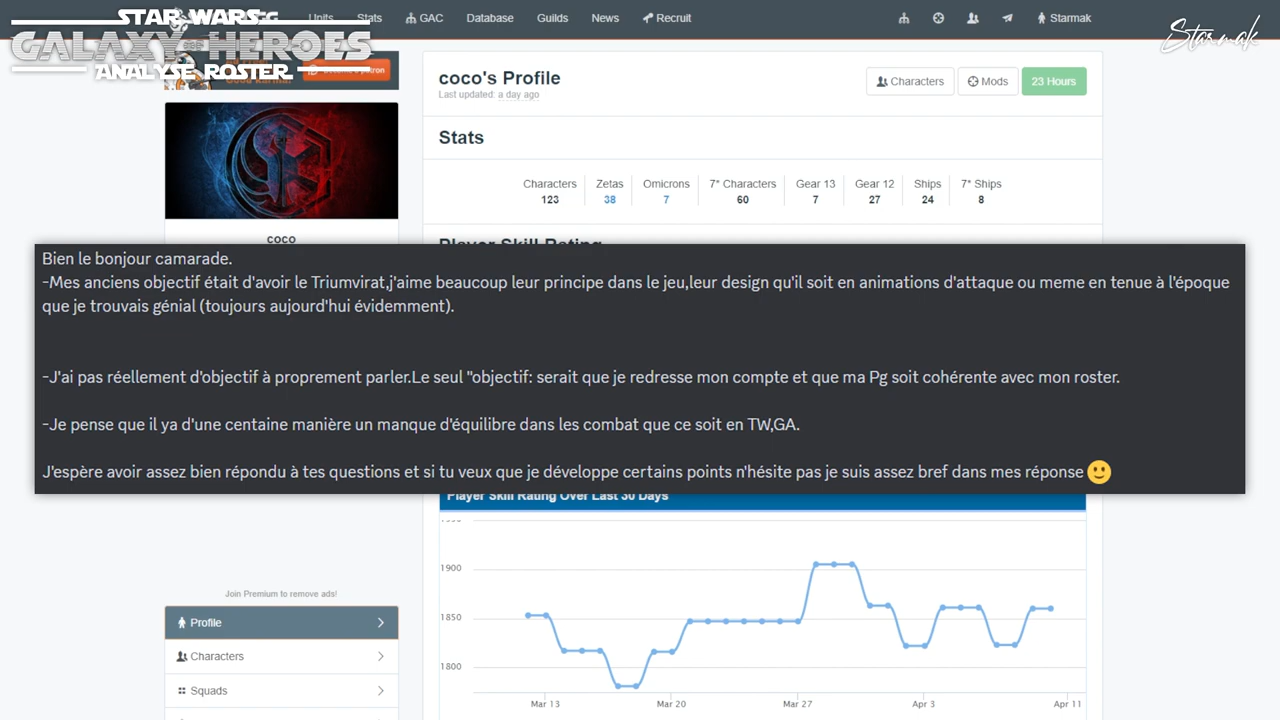 STAR WARS
GALAXY HEROES
ANALYSE ROSTER
Units Stats GAC Database Guilds News Recruit Starmak
Starmak
coco's Profile
Last updated: a day ago
Characters Mods 23 Hours
Stats
Characters Zetas Omicrons 7* Characters Gear 13 Gear 12 Ships 7* Ships
123 38 7 60 7 27 24 8
coco
Player Skill Rating
Bien le bonjour camarade.
-Mes anciens objectif était d'avoir le Triumvirat,j'aime beaucoup leur principe dans le jeu,leur design qu'il soit en animations d'attaque ou meme en tenue à l'époque
que je trouvais génial (toujours aujourd'hui évidemment).
-J'ai pas réellement d'objectif à proprement parler.Le seul "objectif: serait que je redresse mon compte et que ma Pg soit cohérente avec mon roster.
-Je pense que il ya d'une centaine manière un manque d'équilibre dans les combat que ce soit en TW,GA.
J'espère avoir assez bien répondu à tes questions et si tu veux que je développe certains points n'hésite pas je suis assez bref dans mes réponse 🙂
Player Skill Rating Over Last 30 Days
1950
1900
1850
1800
Mar 13 Mar 20 Mar 27 Apr 3 Apr 11
Join Premium to remove ads!
Profile
Characters
Squads